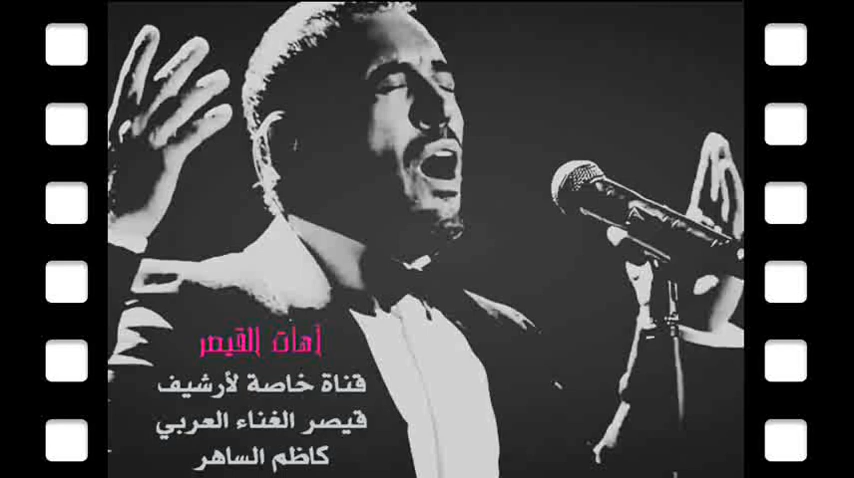 آهات القيصر
قناة خاصة لأرشيف
قيصر الغناء العربي
كاظم الساهر